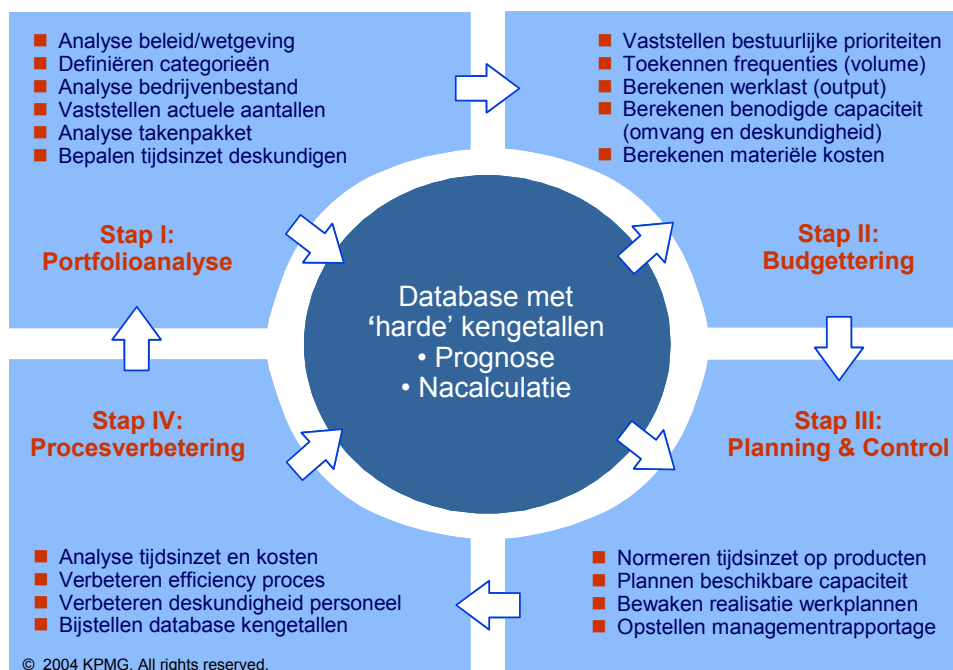 ■ Analyse beleid/wetgeving
■ Definiëren categorieën
■ Analyse bedrijvenbestand
■ Vaststellen actuele aantallen
■ Analyse takenpakket
■ Bepalen tijdsinzet deskundigen
Stap I:
Portfolioanalyse
■ Vaststellen bestuurlijke prioriteiten
■ Toekennen frequenties (volume)
■ Berekenen werklast (output)
■ Berekenen benodigde capaciteit
(omvang en deskundigheid)
■ Berekenen materiële kosten
Stap II:
Budgettering
Database met
‘harde’ kengetallen
• Prognose
• Nacalculatie
Stap IV:
Procesverbetering
■ Analyse tijdsinzet en kosten
■ Verbeteren efficiency proces
■ Verbeteren deskundigheid personeel
■ Bijstellen database kengetallen
Stap III:
Planning & Control
■ Normeren tijdsinzet op producten
■ Plannen beschikbare capaciteit
■ Bewaken realisatie werkplannen
■ Opstellen managementrapportage
© 2004 KPMG. All rights reserved.